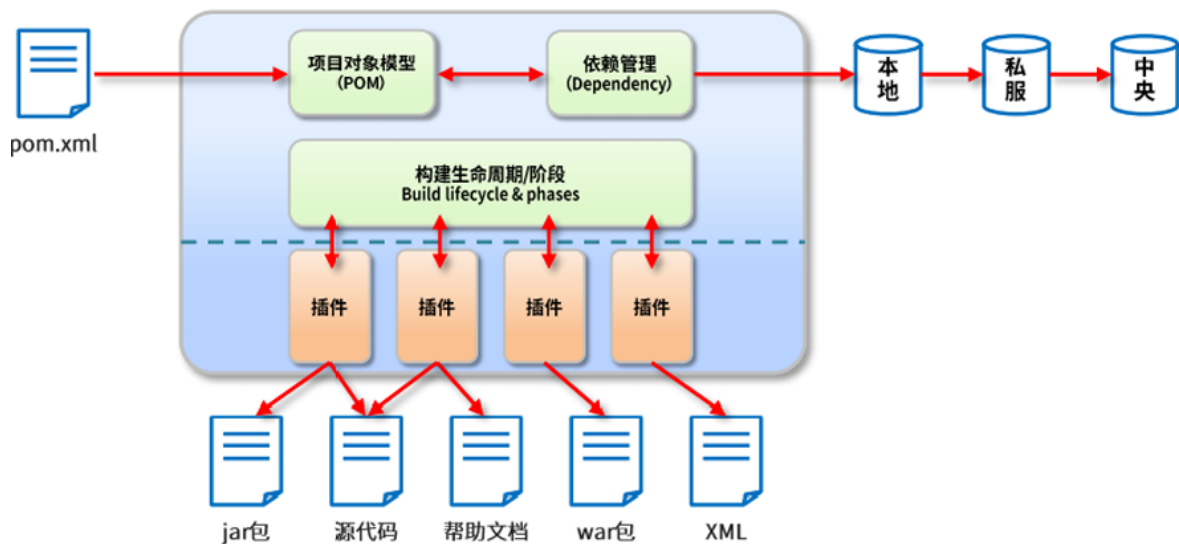 项目对象模型
（POM）
依赖管理
（Dependency）
本
地
私
服
中
央
pom.xml
构建生命周期/阶段
Build lifecycle & phases
插件
插件
插件
插件
jar包
源代码
帮助文档
war包
XML